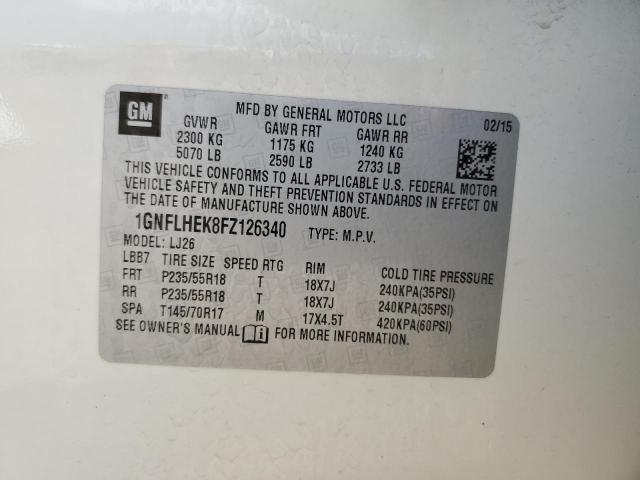 GM
MFD BY GENERAL MOTORS LLC 02/15
GVWR GAWR FRT GAWR RR
2300 KG 1175 KG 1240 KG
5070 LB 2590 LB 2733 LB
THIS VEHICLE CONFORMS TO ALL APPLICABLE U.S. FEDERAL MOTOR
VEHICLE SAFETY AND THEFT PREVENTION STANDARDS IN EFFECT ON
THE DATE OF MANUFACTURE SHOWN ABOVE.
1GNFLHEK8FZ126340 TYPE: M.P.V.
MODEL: LJ26
LBB7 TIRE SIZE SPEED RTG RIM COLD TIRE PRESSURE
FRT P235/55R18 T 18X7J 240KPA(35PSI)
RR P235/55R18 T 18X7J 240KPA(35PSI)
SPA T145/70R17 M 17X4.5T 420KPA(60PSI)
SEE OWNER'S MANUAL FOR MORE INFORMATION.